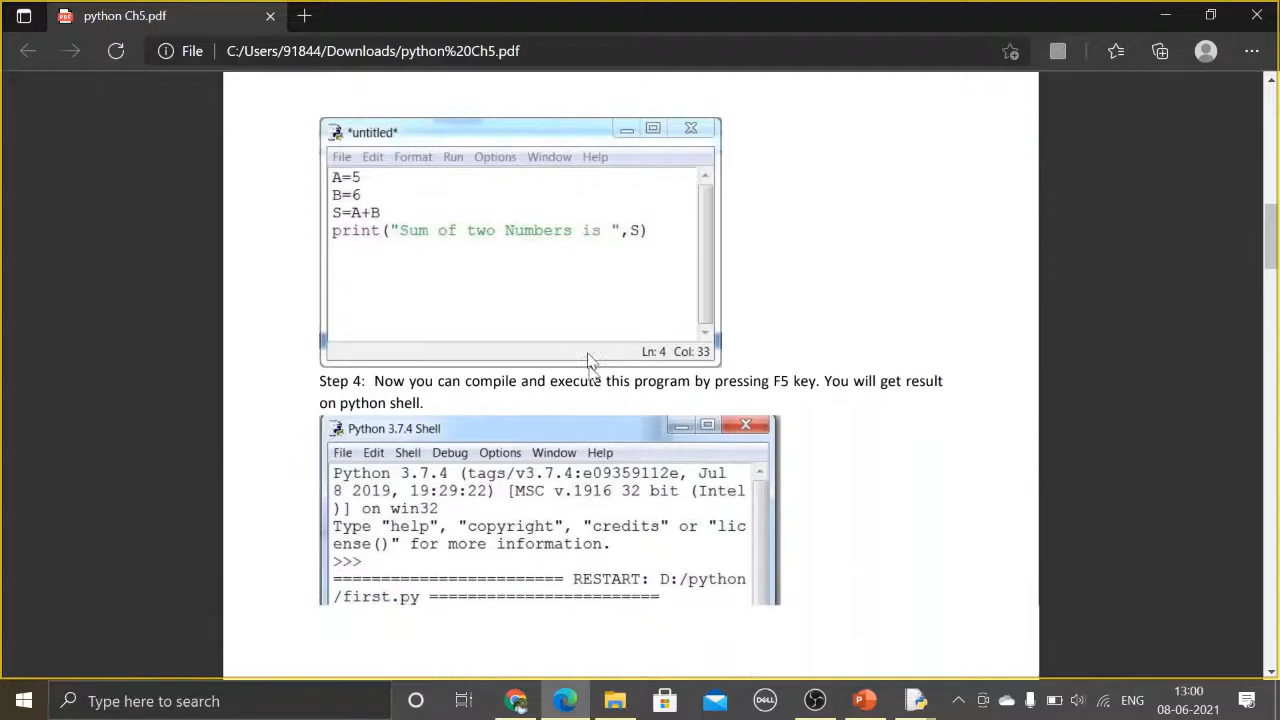 python Ch5.pdf
File C:/Users/91844/Downloads/python%20Ch5.pdf
*untitled*
File Edit Format Run Options Window Help
A=5
B=6
S=A+B
print("Sum of two Numbers is ",S)
Ln: 4 Col: 33
Step 4: Now you can compile and execute this program by pressing F5 key. You will get result
on python shell.
Python 3.7.4 Shell
File Edit Shell Debug Options Window Help
Python 3.7.4 (tags/v3.7.4:e09359112e, Jul
8 2019, 19:29:22) [MSC v.1916 32 bit (Intel
)] on win32
Type "help", "copyright", "credits" or "lic
ense()" for more information.
>>>
======================== RESTART: D:/python
/first.py ========================
Type here to search
DELL
ENG
13:00
08-06-2021